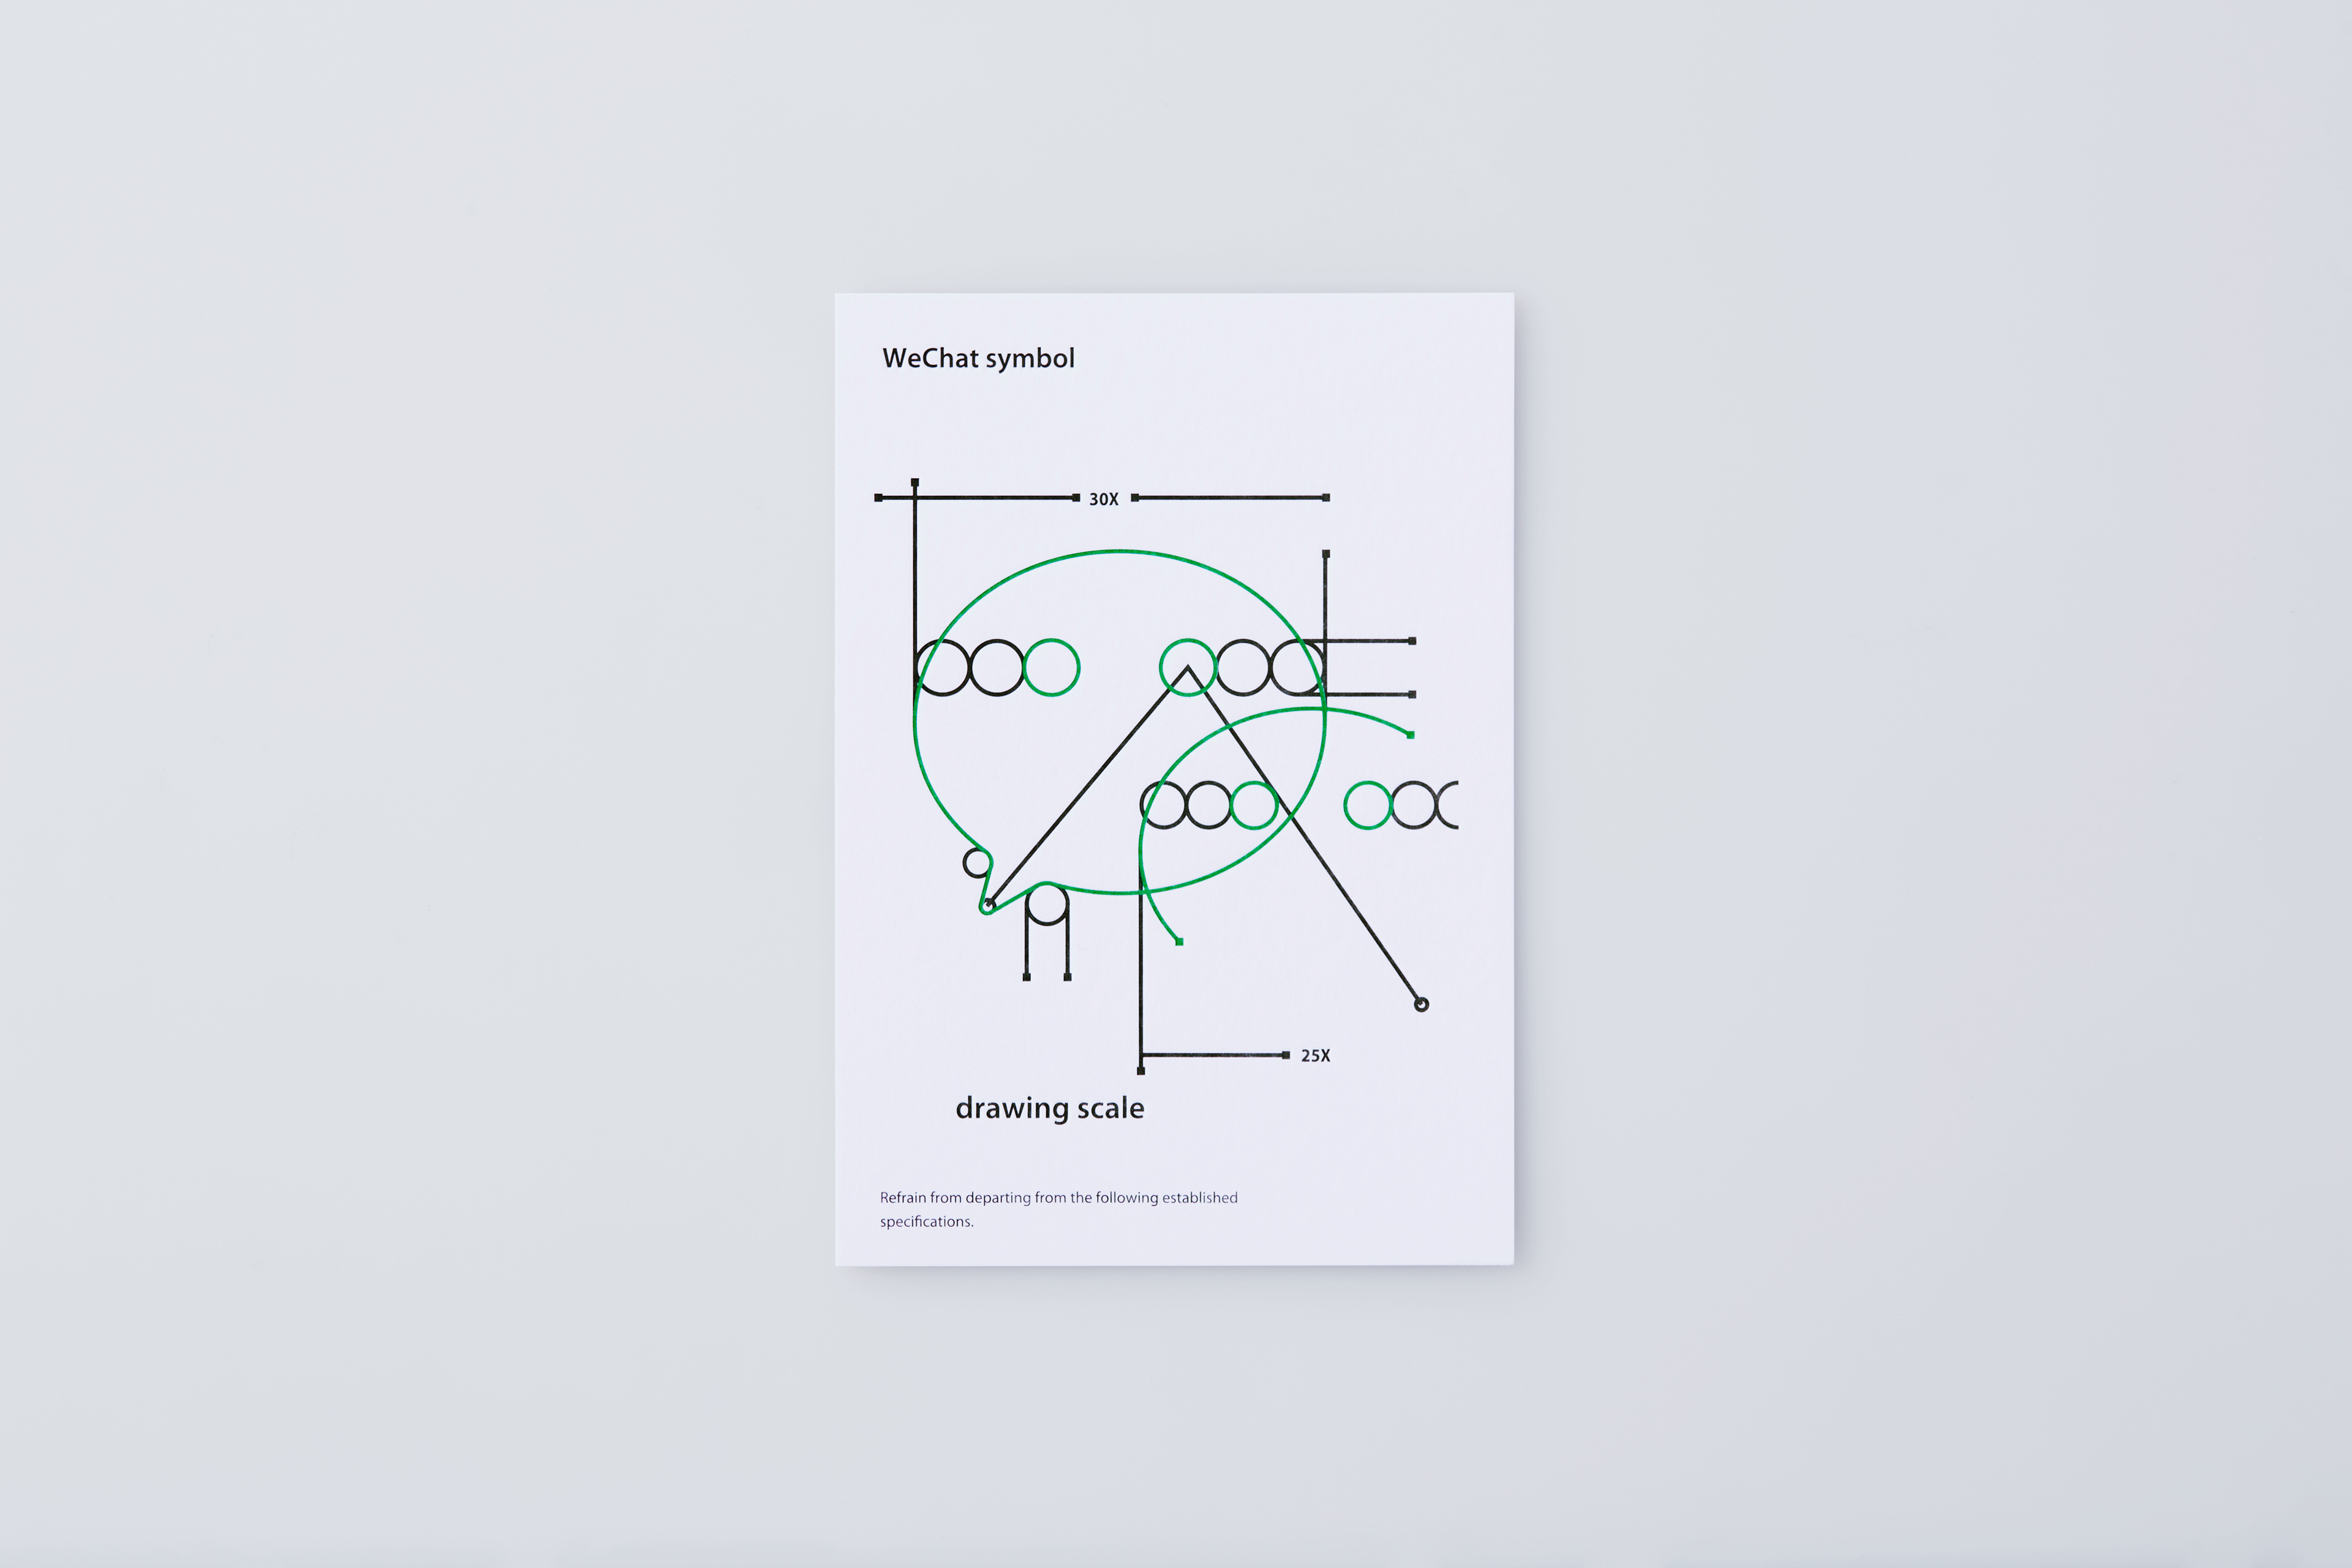 WeChat symbol
30X
25X
drawing scale
Refrain from departing from the following established
specifications.